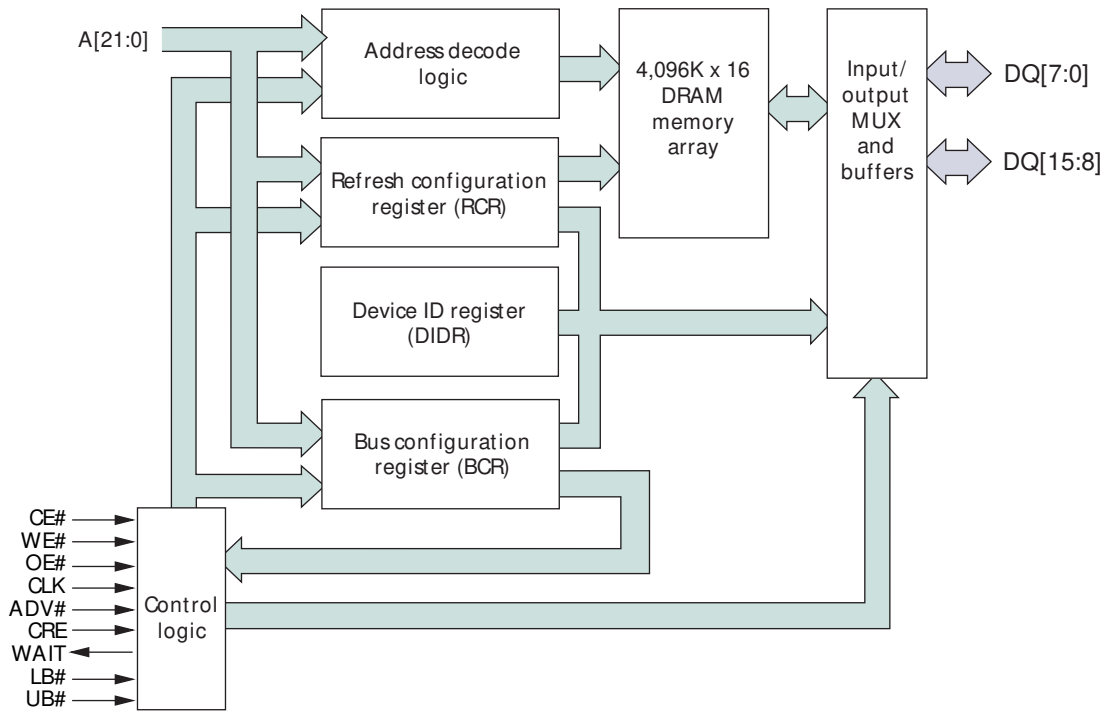 A[21:0]
Address decode
logic
4,096K x 16
DRAM
memory
array
Input/
output
MUX
and
buffers
DQ[7:0]
DQ[15:8]
Refresh configuration
register (RCR)
Device ID register
(DIDR)
Bus configuration
register (BCR)
CE#
WE#
OE#
CLK
ADV#
CRE
WAIT
LB#
UB#
Control
logic